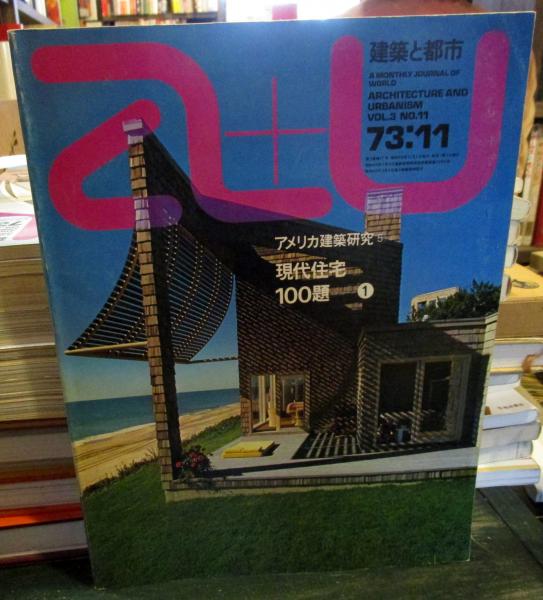 a+u
建築と都市
A MONTHLY JOURNAL OF
WORLD
ARCHITECTURE AND
URBANISM
VOL.3 NO.11
73:11
アメリカ建築研究 5
現代住宅
100題 1